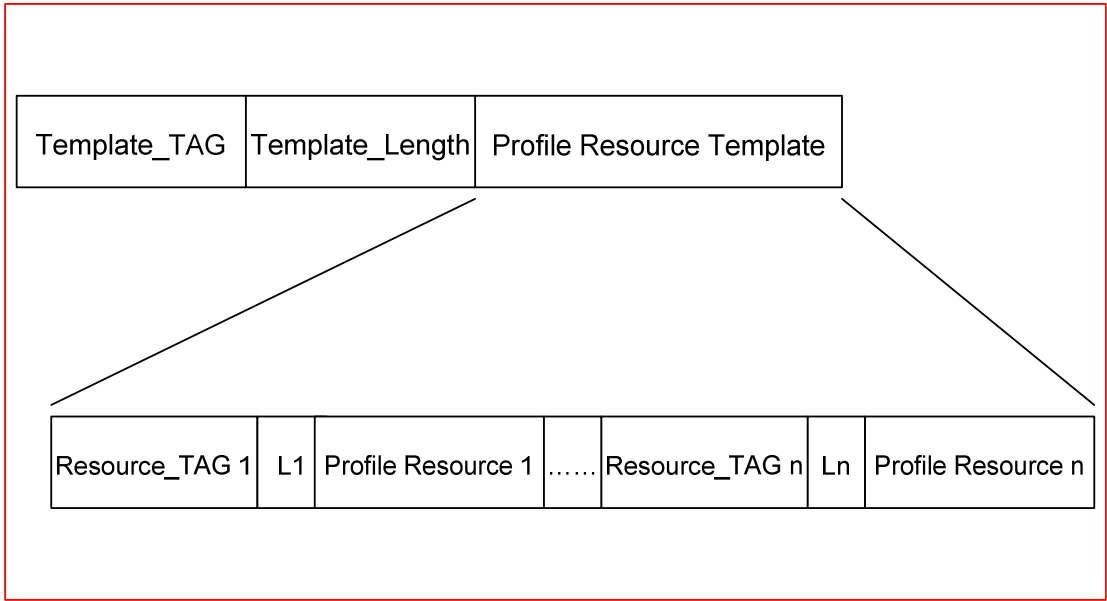 Template_TAG Template_Length Profile Resource Template
Resource_TAG 1 L1 Profile Resource 1 …… Resource_TAG n Ln Profile Resource n